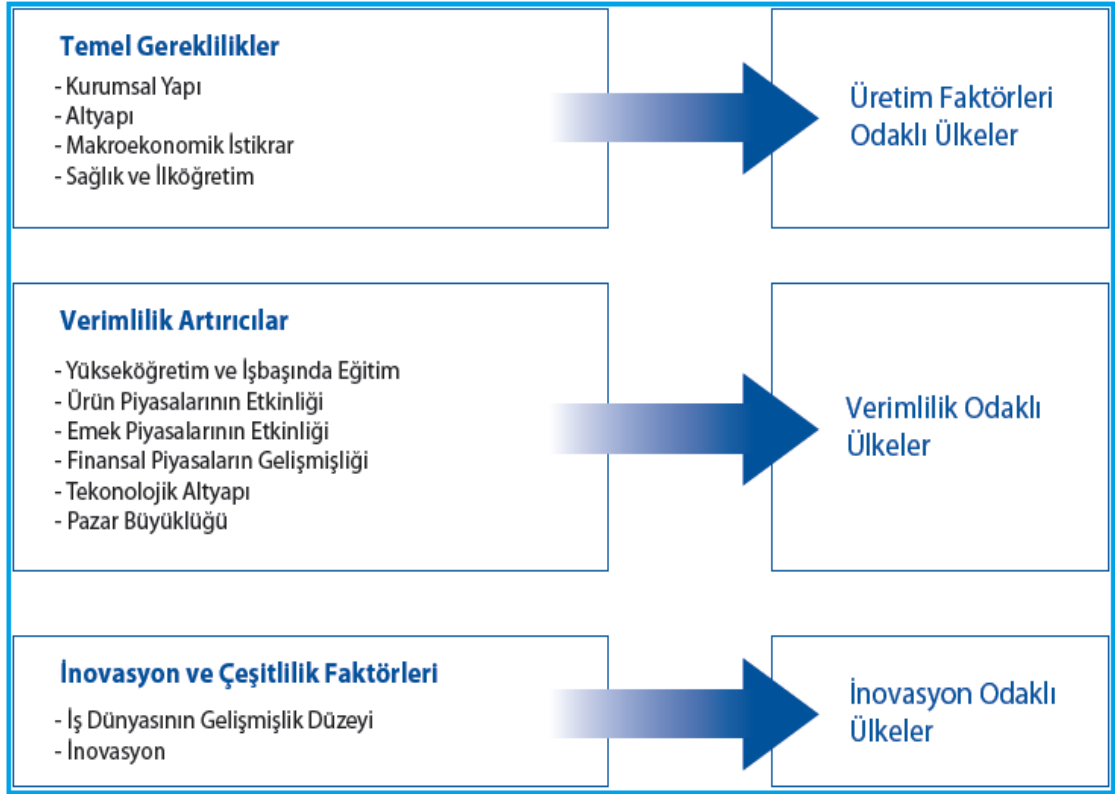 Temel Gereklilikler
- Kurumsal Yapı
- Altyapı
- Makroekonomik İstikrar
- Sağlık ve İlköğretim
Üretim Faktörleri
Odaklı Ülkeler
Verimlilik Artırıcılar
- Yükseköğretim ve İşbaşında Eğitim
- Ürün Piyasalarının Etkinliği
- Emek Piyasalarının Etkinliği
- Finansal Piyasaların Gelişmişliği
- Tekonolojik Altyapı
- Pazar Büyüklüğü
Verimlilik Odaklı
Ülkeler
İnovasyon ve Çeşitlilik Faktörleri
- İş Dünyasının Gelişmişlik Düzeyi
- İnovasyon
İnovasyon Odaklı
Ülkeler